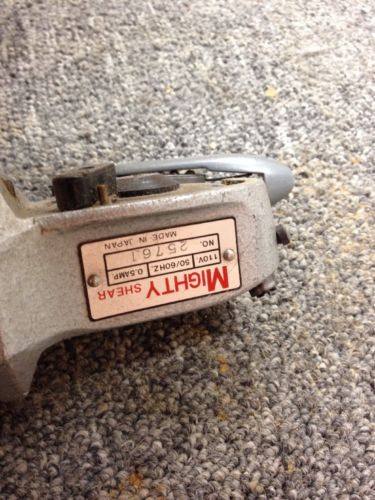 MIGHTY SHEAR
110V. 50/60HZ 0.5AMP
NO. 25761
MADE IN JAPAN